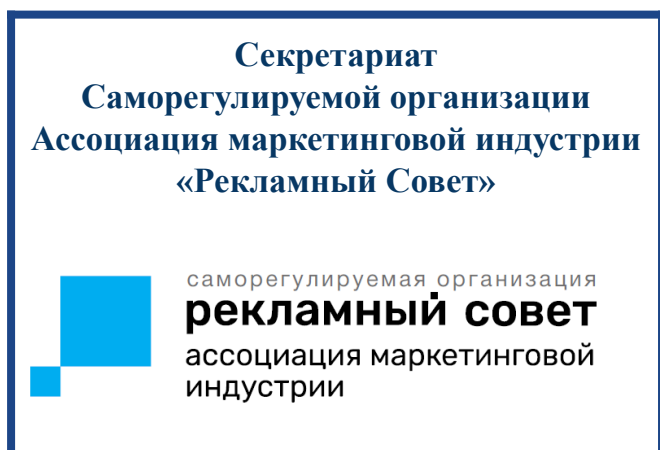 Секретариат
Саморегулируемой организации
Ассоциация маркетинговой индустрии
«Рекламный Совет»
саморегулируемая организация
рекламный совет
ассоциация маркетинговой
индустрии